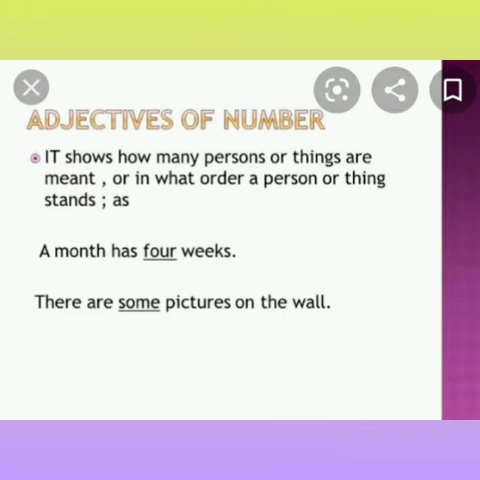 ADJECTIVES OF NUMBER
IT shows how many persons or things are
meant , or in what order a person or thing
stands ; as
A month has four weeks.
There are some pictures on the wall.